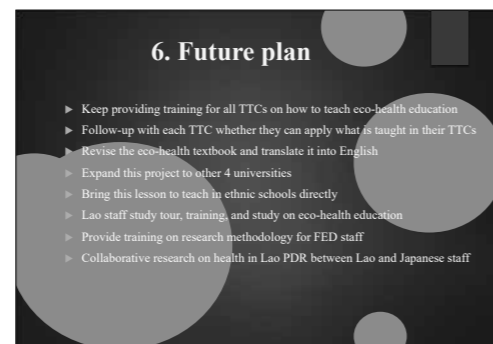 6. Future plan
Keep providing training for all TTCs on how to teach eco-health education
Follow-up with each TTC whether they can apply what is taught in their TTCs
Revise the eco-health textbook and translate it into English
Expand this project to other 4 universities
Bring this lesson to teach in ethnic schools directly
Lao staff study tour, training, and study on eco-health education
Provide training on research methodology for FED staff
Collaborative research on health in Lao PDR between Lao and Japanese staff